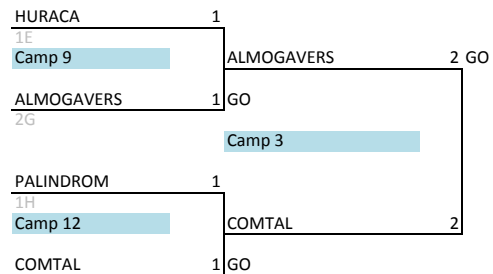 HURACA 1
1E
Camp 9
ALMOGAVERS 2 GO
ALMOGAVERS 1 GO
2G
Camp 3
PALINDROM 1
1H
Camp 12
COMTAL 2
COMTAL 1 GO